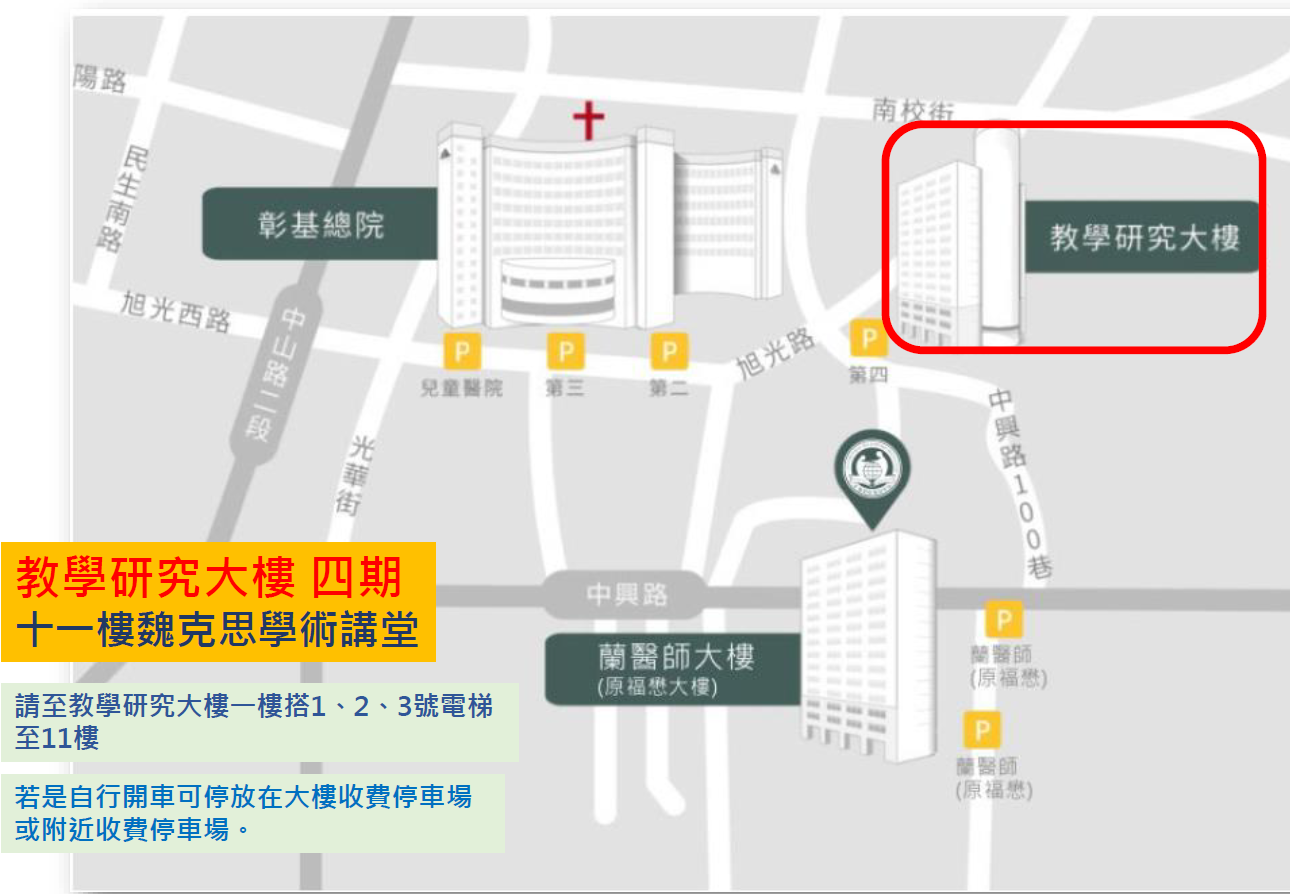 陽路
南校街
民生南路
彰基總院
教學研究大樓
旭光西路
中山路二段
旭光路
P
兒童醫院
P
第三
P
第二
P
第四
光華街
中興路100巷
教學研究大樓 四期
十一樓魏克思學術講堂
中興路
蘭醫師大樓
(原福懋大樓)
P
蘭醫師
(原福懋)
P
蘭醫師
(原福懋)
請至教學研究大樓一樓搭1、2、3號電梯
至11樓
若是自行開車可停放在大樓收費停車場
或附近收費停車場。